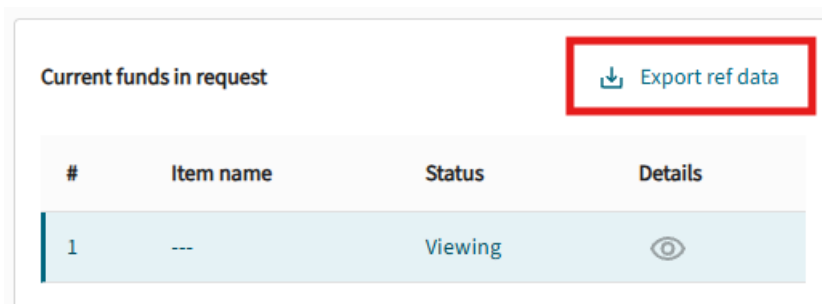 Current funds in request
Export ref data
# Item name Status Details
1 --- Viewing